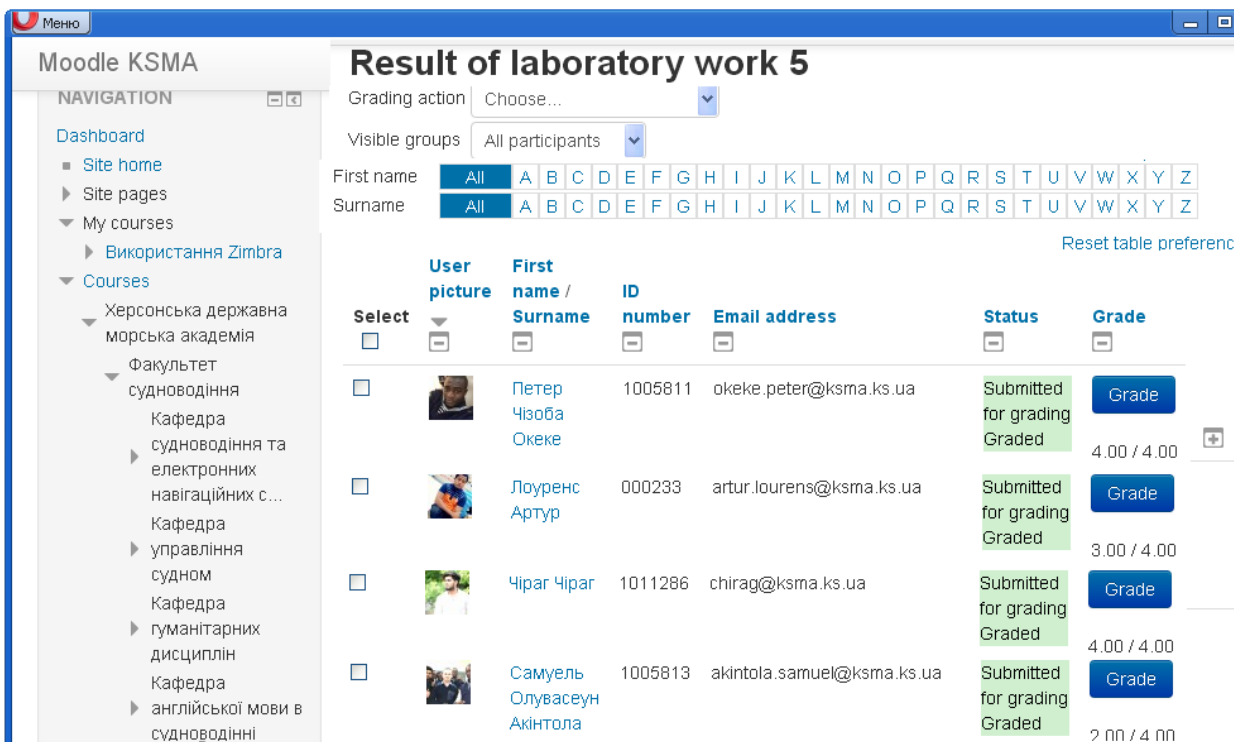 Меню
Moodle KSMA
Result of laboratory work 5
NAVIGATION
Dashboard
Site home
Site pages
My courses
Використання Zimbra
Courses
Херсонська державна
морська академія
Факультет
судноводіння
Кафедра
судноводіння та
електронних
навігаційних с...
Кафедра
управління
судном
Кафедра
гуманітарних
дисциплін
Кафедра
англійської мови в
судноводінні
Grading action Choose...
Visible groups All participants
First name All A B C D E F G H I J K L M N O P Q R S T U V W X Y Z
Surname All A B C D E F G H I J K L M N O P Q R S T U V W X Y Z
Reset table preferenc
Select
User
picture
First
name /
Surname
ID
number
Email address
Status
Grade
Петер
Чізоба
Океке
1005811
okeke.peter@ksma.ks.ua
Submitted
for grading
Graded
Grade
4.00 / 4.00
Лоуренс
Артур
000233
artur.lourens@ksma.ks.ua
Submitted
for grading
Graded
Grade
3.00 / 4.00
Чіраг Чіраг
1011286
chirag@ksma.ks.ua
Submitted
for grading
Graded
Grade
4.00 / 4.00
Самуель
Олувасеун
Акінтола
1005813
akintola.samuel@ksma.ks.ua
Submitted
for grading
Graded
Grade
2.00 / 4.00